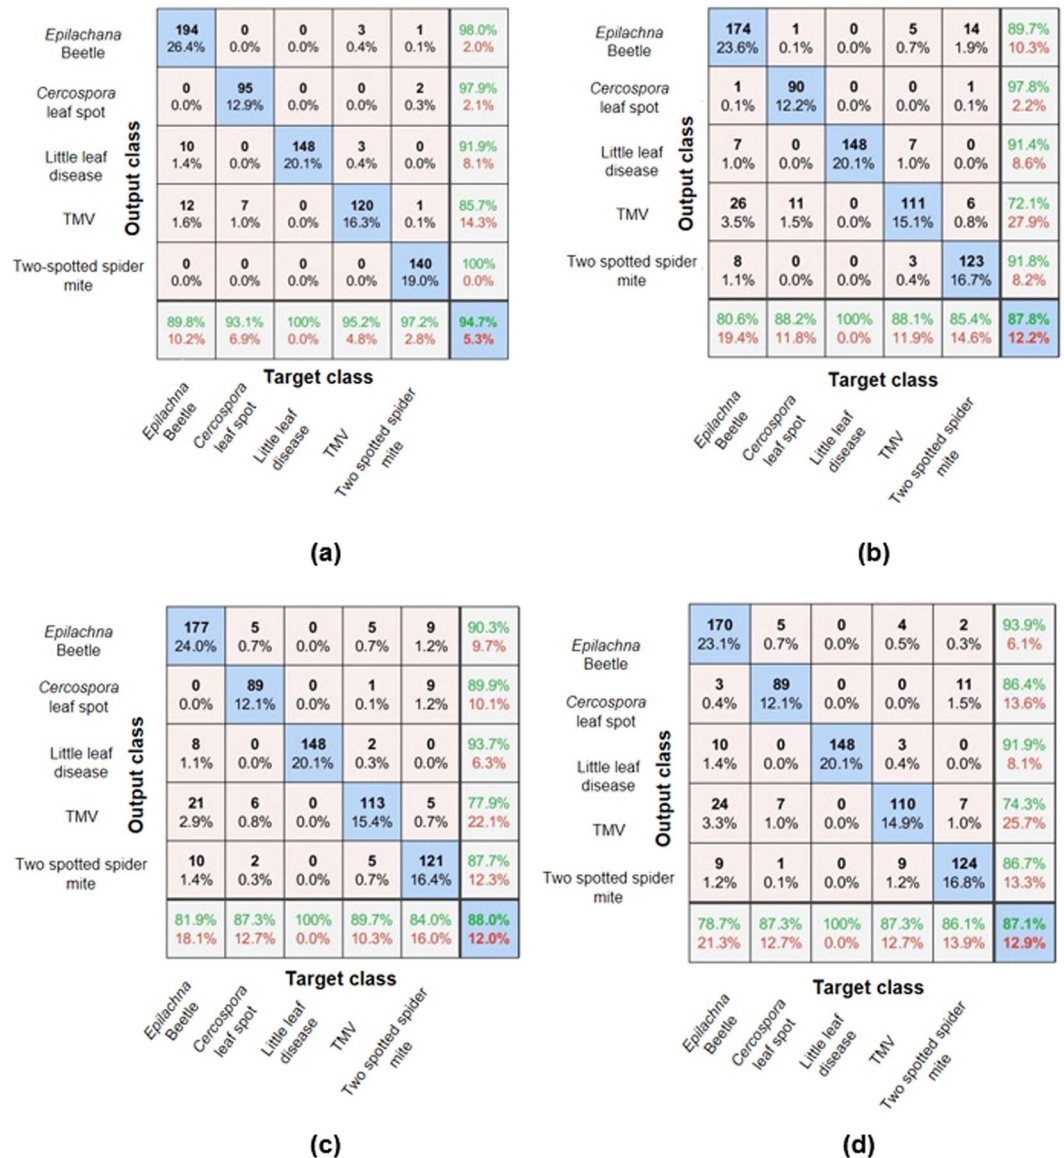 Epilachana
Beetle
194 0 0 3 1 98.0%
26.4% 0.0% 0.0% 0.4% 0.1% 2.0%
Cercospora
leaf spot
0 95 0 0 2 97.9%
0.0% 12.9% 0.0% 0.0% 0.3% 2.1%
Little leaf
disease
10 0 148 3 0 91.9%
1.4% 0.0% 20.1% 0.4% 0.0% 8.1%
TMV
12 7 0 120 1 85.7%
1.6% 1.0% 0.0% 16.3% 0.1% 14.3%
Two-spotted spider
mite
0 0 0 0 140 100%
0.0% 0.0% 0.0% 0.0% 19.0% 0.0%
89.8% 93.1% 100% 95.2% 97.2% 94.7%
10.2% 6.9% 0.0% 4.8% 2.8% 5.3%
Output class
Target class
Epilachna
Beetle
Cercospora
leaf spot
Little leaf
disease
TMV
Two spotted spider
mite
(a)
Epilachna
Beetle
174 1 0 5 14 89.7%
23.6% 0.1% 0.0% 0.7% 1.9% 10.3%
Cercospora
leaf spot
1 90 0 0 1 97.8%
0.1% 12.2% 0.0% 0.0% 0.1% 2.2%
Little leaf
disease
7 0 148 7 0 91.4%
1.0% 0.0% 20.1% 1.0% 0.0% 8.6%
TMV
26 11 0 111 6 72.1%
3.5% 1.5% 0.0% 15.1% 0.8% 27.9%
Two spotted spider
mite
8 0 0 3 123 91.8%
1.1% 0.0% 0.0% 0.4% 16.7% 8.2%
80.6% 88.2% 100% 88.1% 85.4% 87.8%
19.4% 11.8% 0.0% 11.9% 14.6% 12.2%
Output class
Target class
Epilachna
Beetle
Cercospora
leaf spot
Little leaf
disease
TMV
Two spotted spider
mite
(b)
Epilachna
Beetle
177 5 0 5 9 90.3%
24.0% 0.7% 0.0% 0.7% 1.2% 9.7%
Cercospora
leaf spot
0 89 0 1 9 89.9%
0.0% 12.1% 0.0% 0.1% 1.2% 10.1%
Little leaf
disease
8 0 148 2 0 93.7%
1.1% 0.0% 20.1% 0.3% 0.0% 6.3%
TMV
21 6 0 113 5 77.9%
2.9% 0.8% 0.0% 15.4% 0.7% 22.1%
Two spotted spider
mite
10 2 0 5 121 87.7%
1.4% 0.3% 0.0% 0.7% 16.4% 12.3%
81.9% 87.3% 100% 89.7% 84.0% 88.0%
18.1% 12.7% 0.0% 10.3% 16.0% 12.0%
Output class
Target class
Epilachna
Beetle
Cercospora
leaf spot
Little leaf
disease
TMV
Two spotted spider
mite
(c)
Epilachna
Beetle
170 5 0 4 2 93.9%
23.1% 0.7% 0.0% 0.5% 0.3% 6.1%
Cercospora
leaf spot
3 89 0 0 11 86.4%
0.4% 12.1% 0.0% 0.0% 1.5% 13.6%
Little leaf
disease
10 0 148 3 0 91.9%
1.4% 0.0% 20.1% 0.4% 0.0% 8.1%
TMV
24 7 0 110 7 74.3%
3.3% 1.0% 0.0% 14.9% 1.0% 25.7%
Two spotted spider
mite
9 1 0 9 124 86.7%
1.2% 0.1% 0.0% 1.2% 16.8% 13.3%
78.7% 87.3% 100% 87.3% 86.1% 87.1%
21.3% 12.7% 0.0% 12.7% 13.9% 12.9%
Output class
Target class
Epilachna
Beetle
Cercospora
leaf spot
Little leaf
disease
TMV
Two spotted spider
mite
(d)